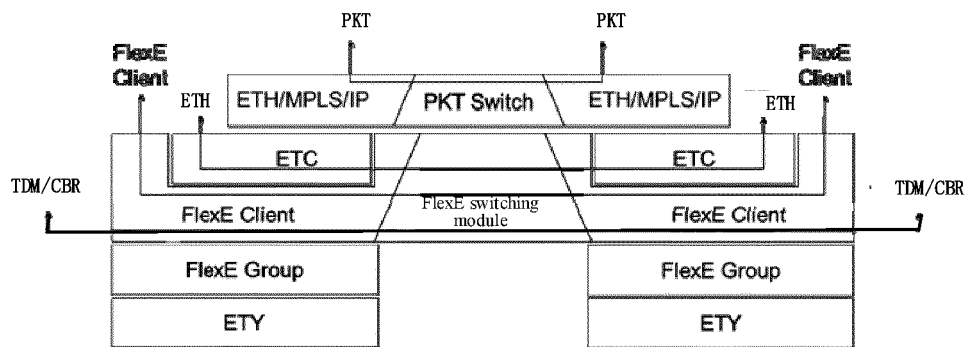 PKT PKT
FlexE
Client
FlexE
Client
ETH
ETH/MPLS/IP PKT Switch ETH/MPLS/IP
ETH
ETC ETC
TDM/CBR TDM/CBR
FlexE Client
FlexE switching
module
FlexE Client
FlexE Group FlexE Group
ETY ETY